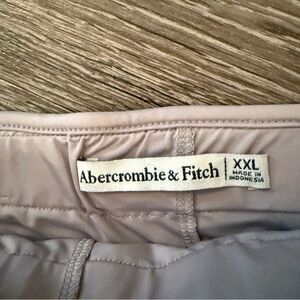 Abercrombie & Fitch
XXL
MADE IN
INDONESIA